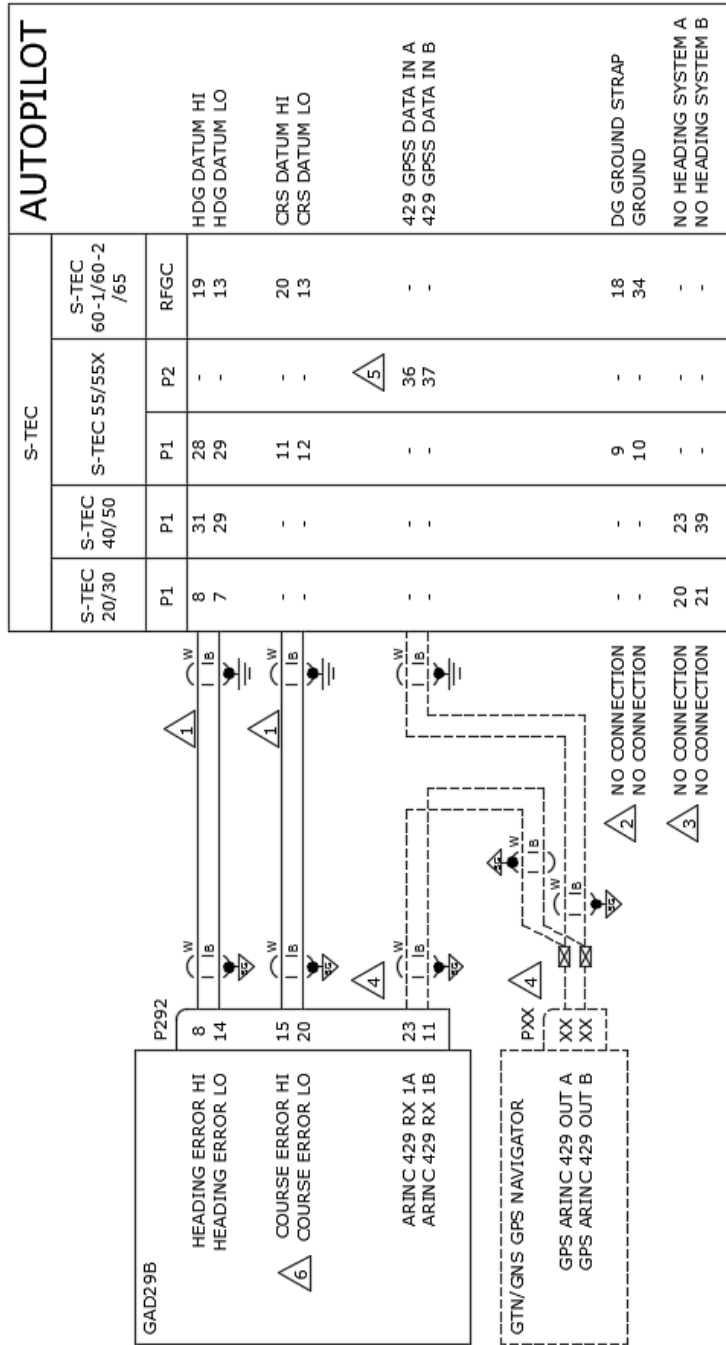 GAD29B
P292
HEADING ERROR HI 8
HEADING ERROR LO 14
COURSE ERROR HI 15
COURSE ERROR LO 20
6
ARINC 429 RX 1A 23
ARINC 429 RX 1B 11
4
GTN/GNS GPS NAVIGATOR
PXX
4
GPS ARINC 429 OUT A XX
GPS ARINC 429 OUT B XX
W
B
SG
W
B
SG
W
B
W
B
SG
W
B
SG
1
1
W
B
W
B
W
B
2
NO CONNECTION
NO CONNECTION
3
NO CONNECTION
NO CONNECTION
S-TEC
AUTOPILOT
S-TEC 20/30
S-TEC 40/50
S-TEC 55/55X
S-TEC 60-1/60-2 /65
P1 P1 P1 P2 RFGC
8 31 28 - 19 HDG DATUM HI
7 29 29 - 13 HDG DATUM LO
- - 11 - 20 CRS DATUM HI
- - 12 - 13 CRS DATUM LO
5
- - - 36 - 429 GPSS DATA IN A
- - - 37 - 429 GPSS DATA IN B
- - 9 - 18 DG GROUND STRAP
- - 10 - 34 GROUND
20 23 - - - NO HEADING SYSTEM A
21 39 - - - NO HEADING SYSTEM B